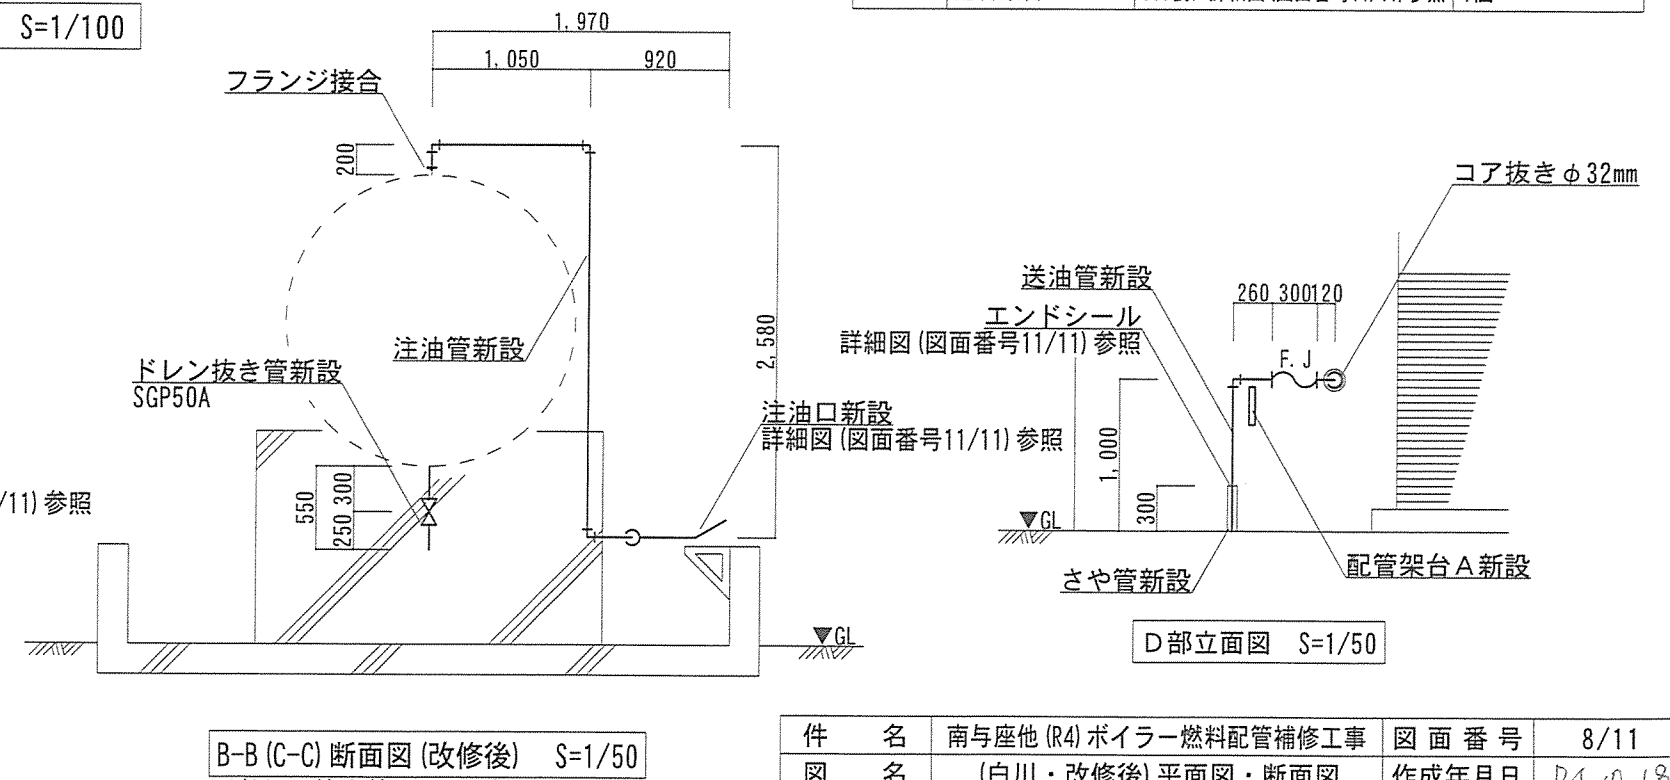 S=1/100
1,970
1,050
920
フランジ接合
200
注油管新設
ドレン抜き管新設
SGP50A
2,580
注油口新設
詳細図(図面番号11/11)参照
550
300
250
/11)参照
GL
B-B(C-C)断面図(改修後) S=1/50
コア抜きφ32mm
送油管新設
260 300 120
エンドシール
詳細図(図面番号11/11)参照
F.J
1,000
300
GL
さや管新設
配管架台A新設
D部立面図 S=1/50
件名 南与座他(R4)ボイラー燃料配管補修工事 図面番号 8/11
図名 (白川・改修後)平面図・断面図 作成年月日